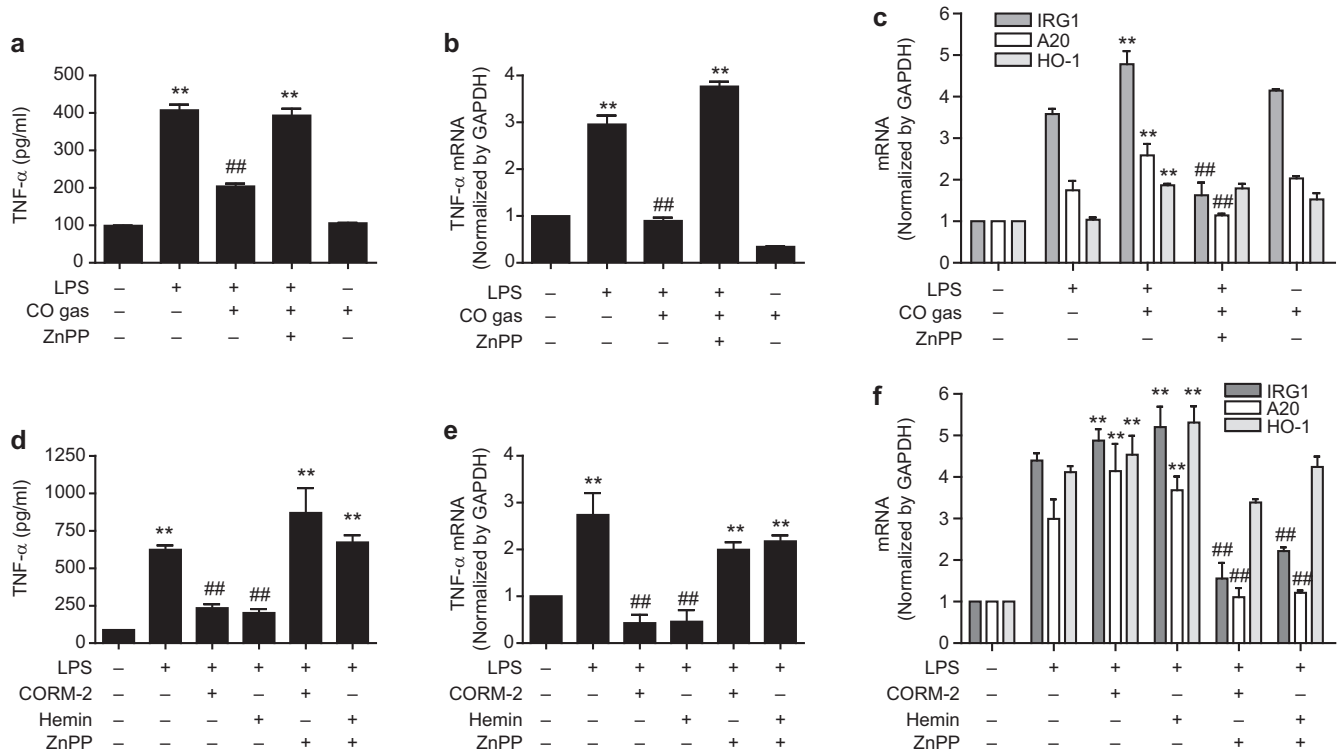 a
TNF-α (pg/ml)
500
400
300
200
100
0
** ## **
LPS – + + + –
CO gas – – + + +
ZnPP – – – + –
b
TNF-α mRNA
(Normalized by GAPDH)
4
3
2
1
0
** ## **
LPS – + + + –
CO gas – – + + +
ZnPP – – – + –
c
mRNA
(Normalized by GAPDH)
6
5
4
3
2
1
0
IRG1
A20
HO-1
** ** ** ## ##
LPS – + + + –
CO gas – – + + +
ZnPP – – – + –
d
TNF-α (pg/ml)
1250
1000
750
500
250
0
** ## ## ** **
LPS – + + + + +
CORM-2 – – + – + –
Hemin – – – + – +
ZnPP – – – – + +
e
TNF-α mRNA
(Normalized by GAPDH)
4
3
2
1
0
** ## ## ** **
LPS – + + + + +
CORM-2 – – + – + –
Hemin – – – + – +
ZnPP – – – – + +
f
mRNA
(Normalized by GAPDH)
6
5
4
3
2
1
0
IRG1
A20
HO-1
** ** ** ** ** ** ## ## ## ##
LPS – + + + + +
CORM-2 – – + – + –
Hemin – – – + – +
ZnPP – – – – + +